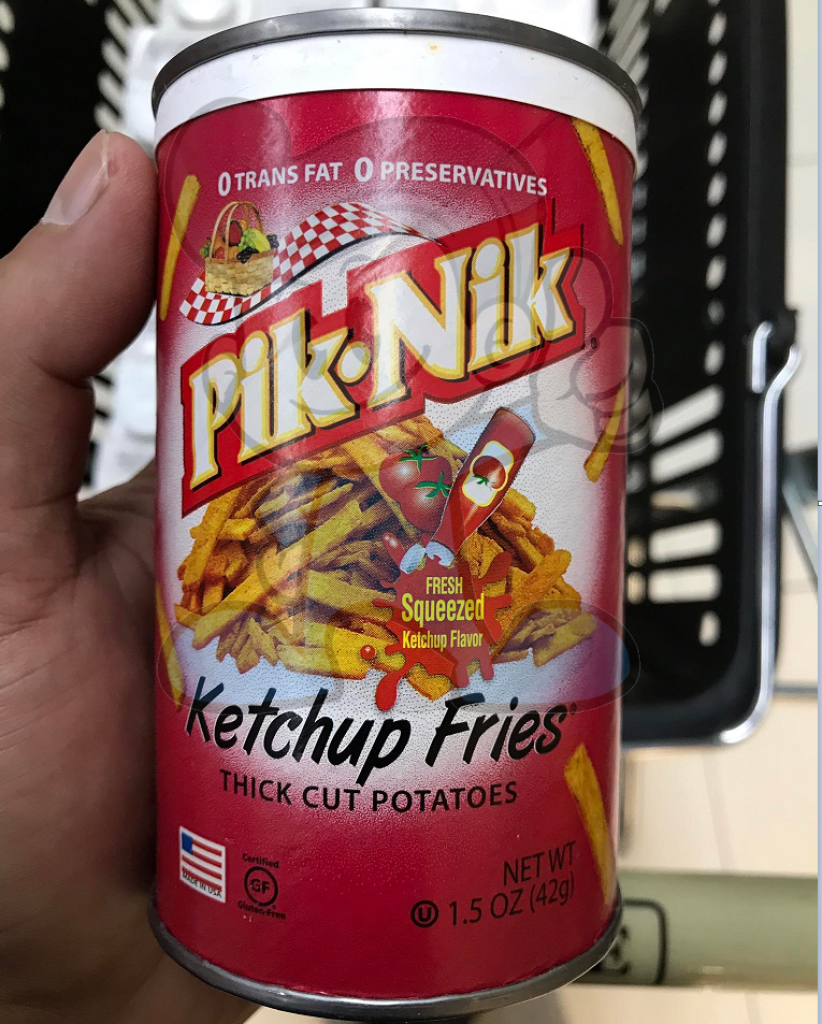 0 TRANS FAT 0 PRESERVATIVES
Pik·Nik®
FRESH
Squeezed
Ketchup Flavor
Ketchup Fries
THICK CUT POTATOES
MADE IN USA
Certified
GF
Gluten-Free
NET WT
U 1.5 OZ (42g)